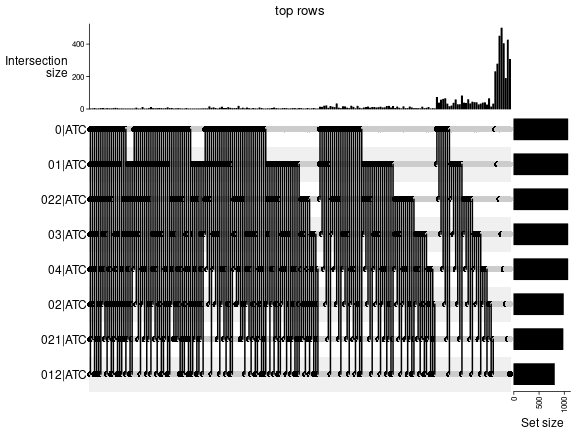 top rows
400
200
0
Intersection
size
0|ATC
01|ATC
022|ATC
03|ATC
04|ATC
02|ATC
021|ATC
012|ATC
0
500
1000
Set size